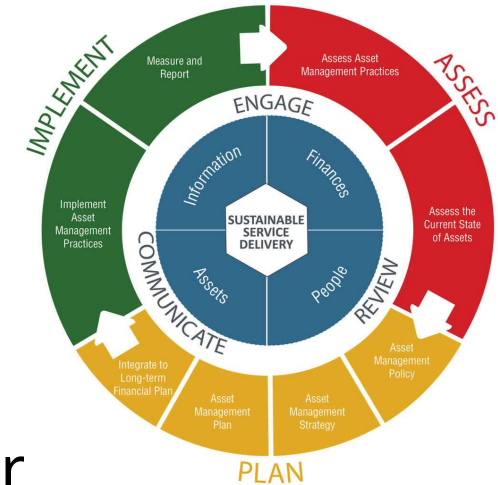 IMPLEMENT
Measure and
Report
Assess Asset
Management Practices
ASSESS
ENGAGE
Information
Finances
Implement
Asset
Management
Practices
SUSTAINABLE
SERVICE
DELIVERY
Assess the
Current State
of Assets
COMMUNICATE
Assets
People
REVIEW
Integrate to
Long-term
Financial Plan
Asset
Management
Plan
Asset
Management
Strategy
Asset
Management
Policy
PLAN
r